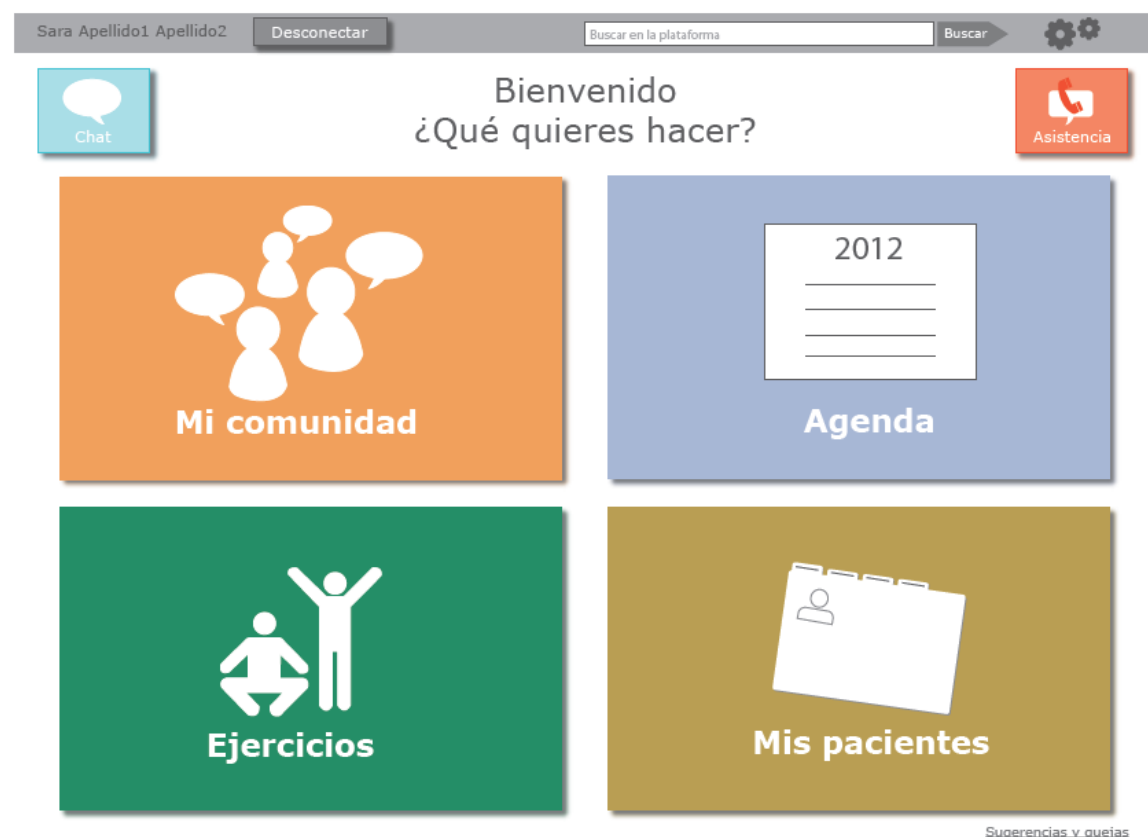 Sara Apellido1 Apellido2
Desconectar
Buscar en la plataforma
Buscar
Chat
Bienvenido
¿Qué quieres hacer?
Asistencia
Mi comunidad
2012
Agenda
Ejercicios
Mis pacientes
Sugerencias y quejas